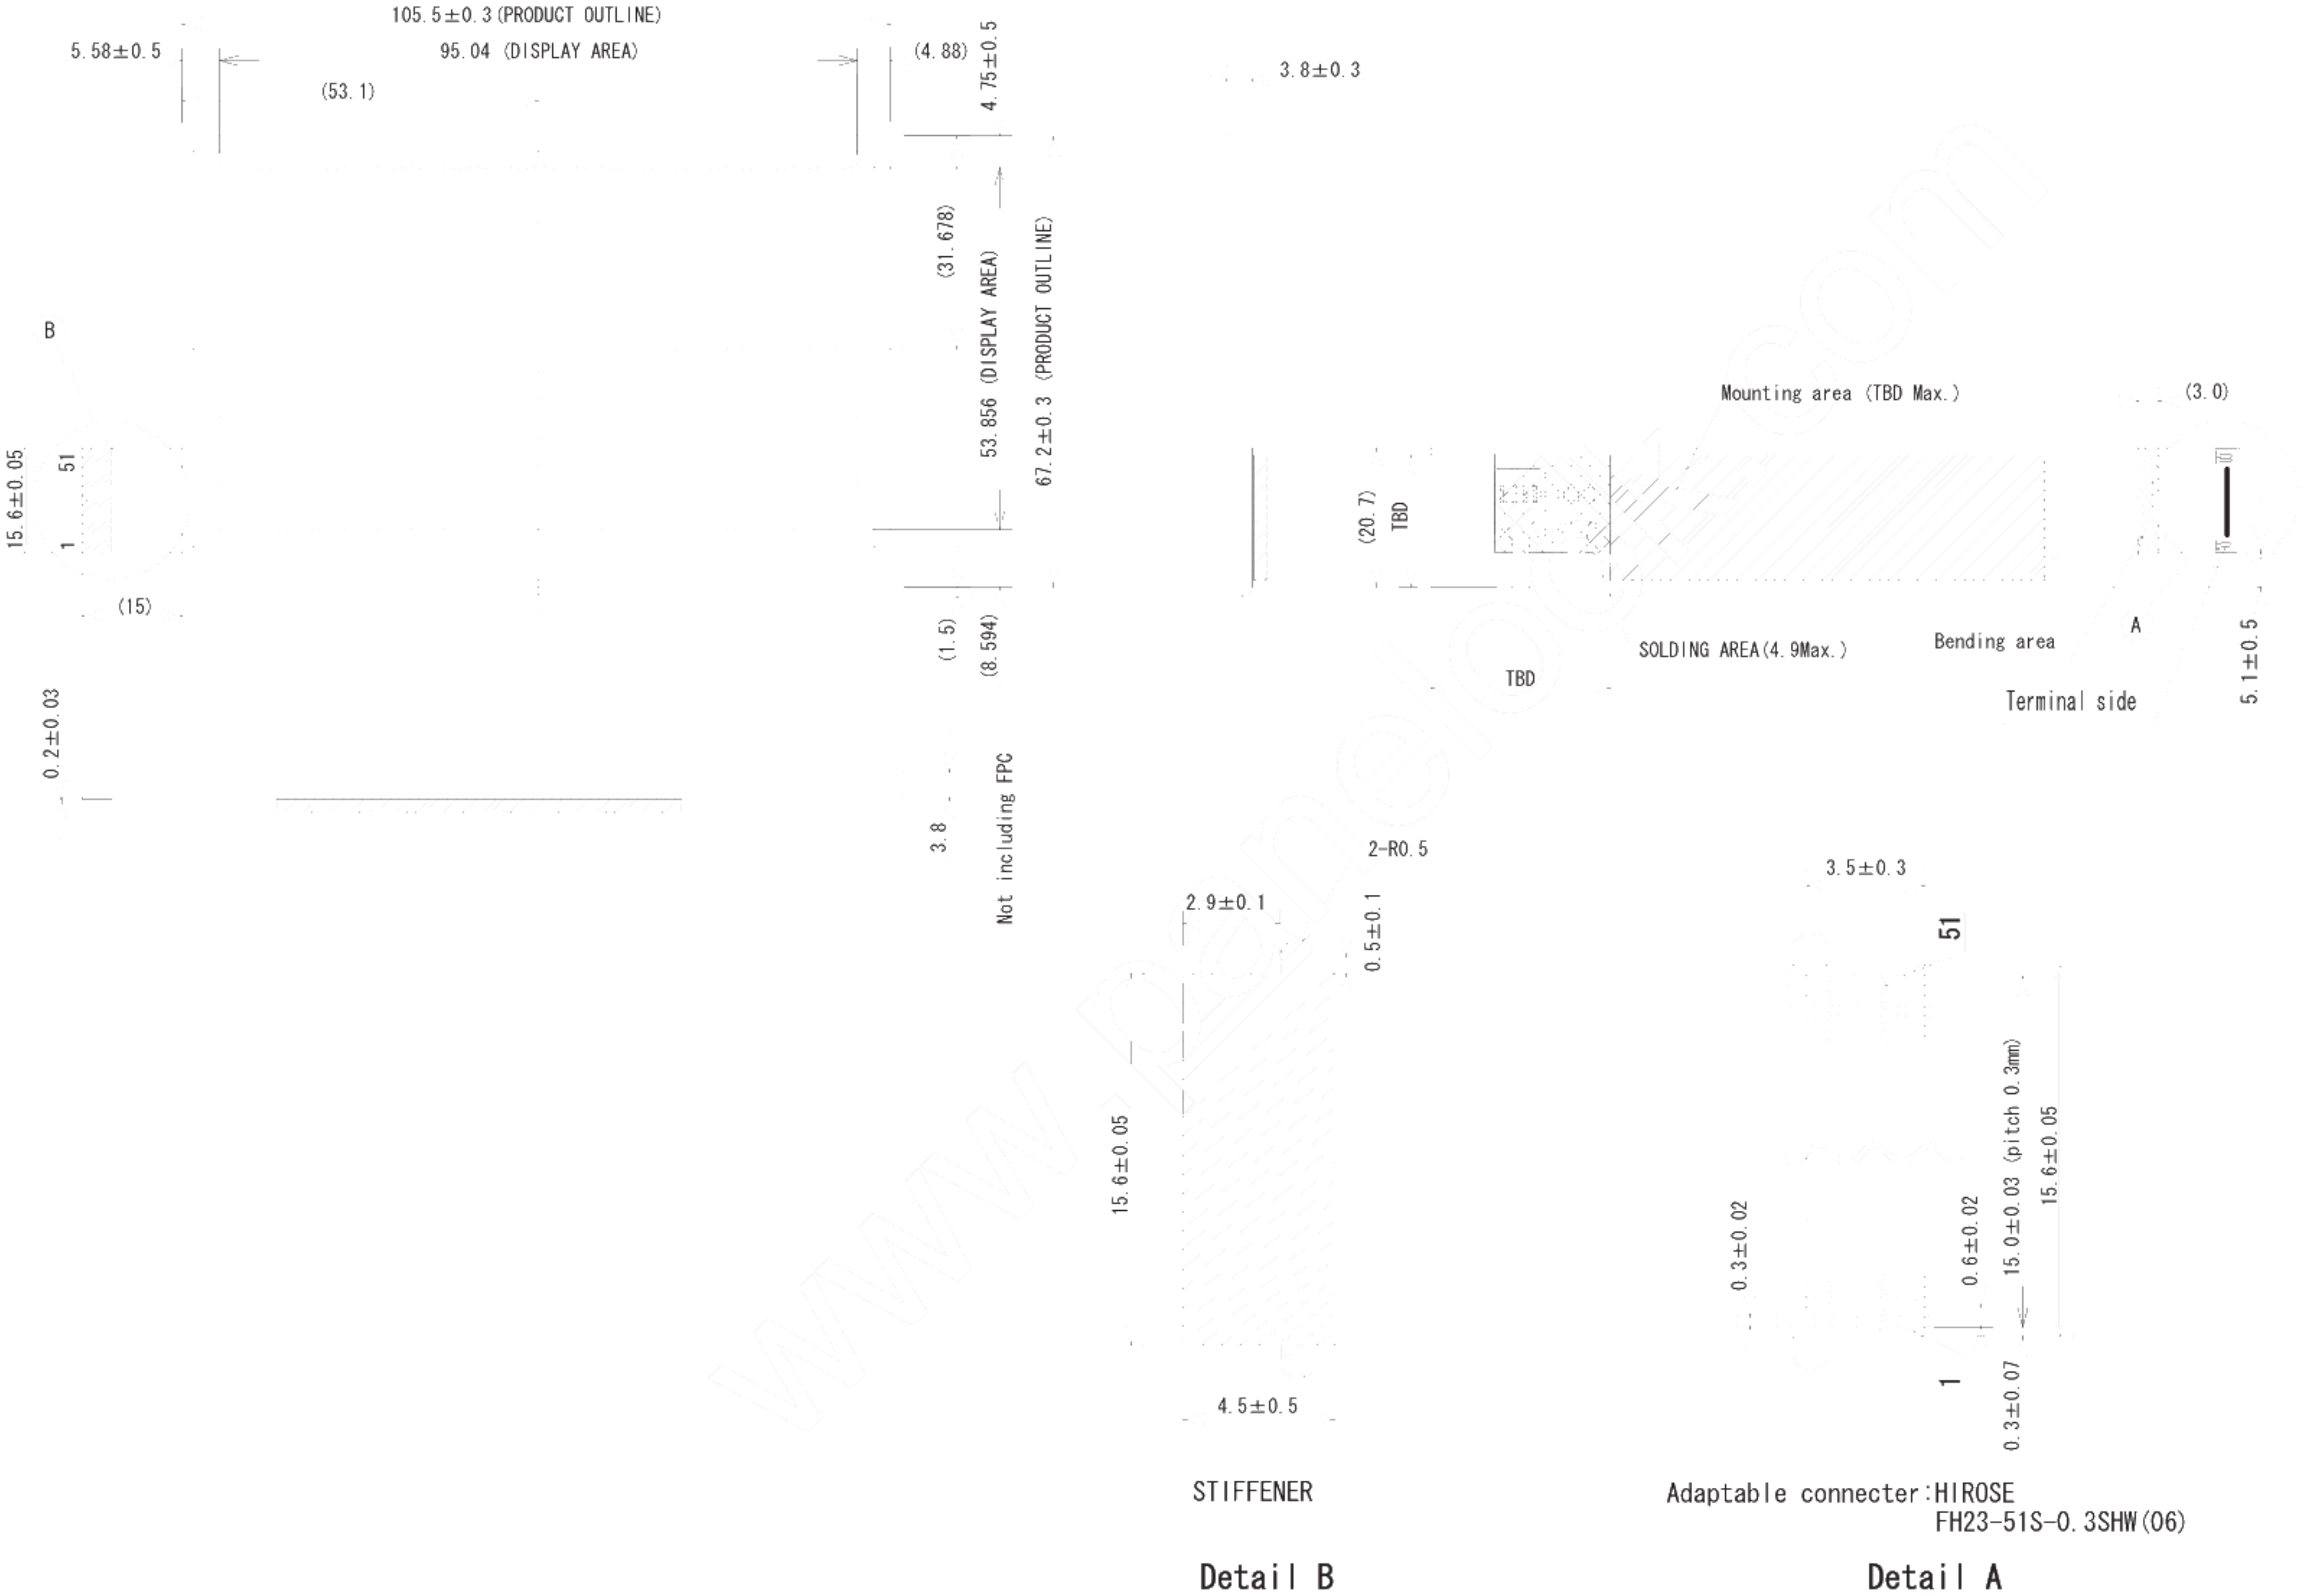 105.5±0.3(PRODUCT OUTLINE)
5.58±0.5
95.04 (DISPLAY AREA)
(4.88)
4.75±0.5
(53.1)
3.8±0.3
(31.678)
53.856 (DISPLAY AREA)
67.2±0.3 (PRODUCT OUTLINE)
B
15.6±0.05
51
1
(15)
(1.5)
(8.594)
0.2±0.03
3.8
Not including FPC
Mounting area (TBD Max.)
(3.0)
(20.7)
TBD
SOLDING AREA(4.9Max.)
TBD
Bending area
A
Terminal side
5.1±0.5
2-R0.5
2.9±0.1
0.5±0.1
15.6±0.05
4.5±0.5
STIFFENER
Detail B
3.5±0.3
51
0.3±0.02
0.6±0.02
15.0±0.03 (pitch 0.3mm)
15.6±0.05
1
0.3±0.07
Adaptable connecter:HIROSE
FH23-51S-0.3SHW(06)
Detail A